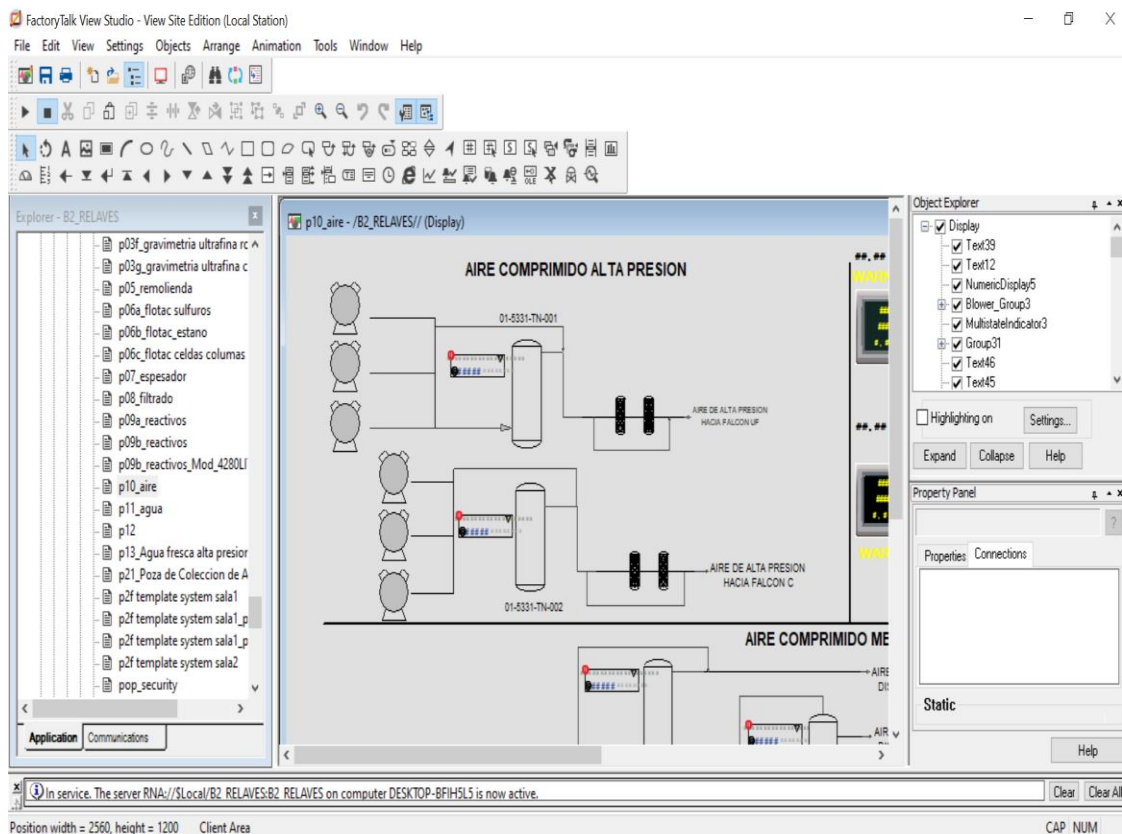 FactoryTalk View Studio - View Site Edition (Local Station)
File Edit View Settings Objects Arrange Animation Tools Window Help
Explorer - B2_RELAVES
p03f_gravimetria ultrafina rc
p03g_gravimetria ultrafina c
p05_remolienda
p06a_flotac sulfuros
p06b_flotac_estano
p06c_flotac celdas columas
p07_espesador
p08_filtrado
p09a_reactivos
p09b_reactivos
p09b_reactivos_Mod_4280LI
p10_aire
p11_agua
p12
p13_Agua fresca alta presior
p21_Poza de Coleccion de A
p2f template system sala1
p2f template system sala1_p
p2f template system sala1_p
p2f template system sala2
pop_security
Application Communications
p10_aire - /B2_RELAVES// (Display)
AIRE COMPRIMIDO ALTA PRESION
##.##
01-5331-TN-001
AIRE DE ALTA PRESION
HACIA FALCON UF
##.##
AIRE DE ALTA PRESION
HACIA FALCON C
01-5331-TN-002
AIRE COMPRIMIDO ME
AIRE
DI
AIR
Object Explorer
Display
Text39
Text12
NumericDisplay5
Blower_Group3
MultistateIndicator3
Group31
Text46
Text45
Highlighting on Settings...
Expand Collapse Help
Property Panel
?
Properties Connections
Static
Help
In service. The server RNA://$Local/B2_RELAVES:B2_RELAVES on computer DESKTOP-BFIH5L5 is now active.
Clear Clear All
Position width = 2560, height = 1200 Client Area CAP NUM